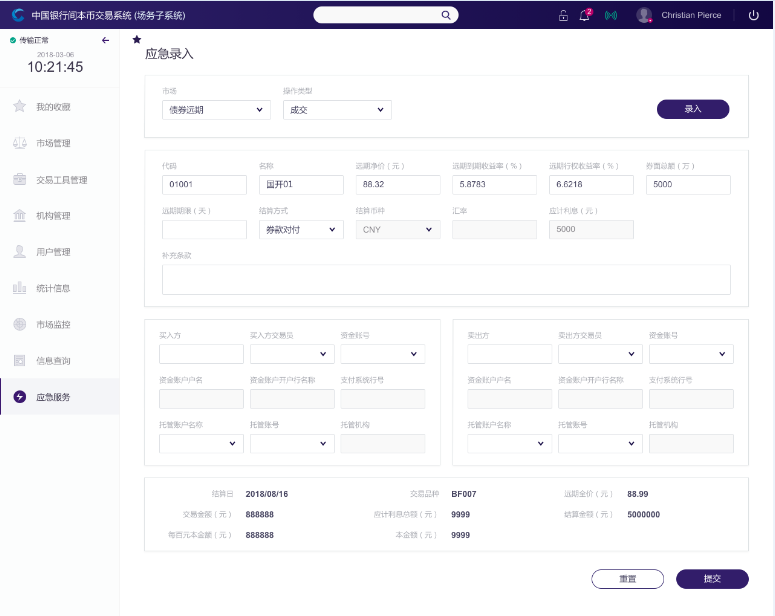 中国银行间本币交易系统 (场务子系统)
2
Christian Pierce
传输正常
2018-03-06
10:21:45
我的收藏
市场管理
交易工具管理
机构管理
用户管理
统计信息
市场监控
信息查询
应急服务
应急录入
市场 操作类型
债券远期 成交 录入
代码 名称 远期净价（元） 远期到期收益率（%） 远期行权收益率（%） 券面总额（万）
01001 国开01 88.32 5.8783 6.6218 5000
远期期限（天） 结算方式 结算币种 汇率 应计利息（元）
券款对付 CNY 5000
补充条款
买入方 买入方交易员 资金账号
资金账户户名 资金账户开户行名称 支付系统行号
托管账户名称 托管账号 托管机构
卖出方 卖出方交易员 资金账号
资金账户户名 资金账户开户行名称 支付系统行号
托管账户名称 托管账号 托管机构
结算日 2018/08/16 交易品种 BF007 远期全价（元） 88.99
交易金额（元） 888888 应计利息总额（元） 9999 结算金额（元） 5000000
每百元本金额（元） 888888 本金额（元） 9999
重置 提交